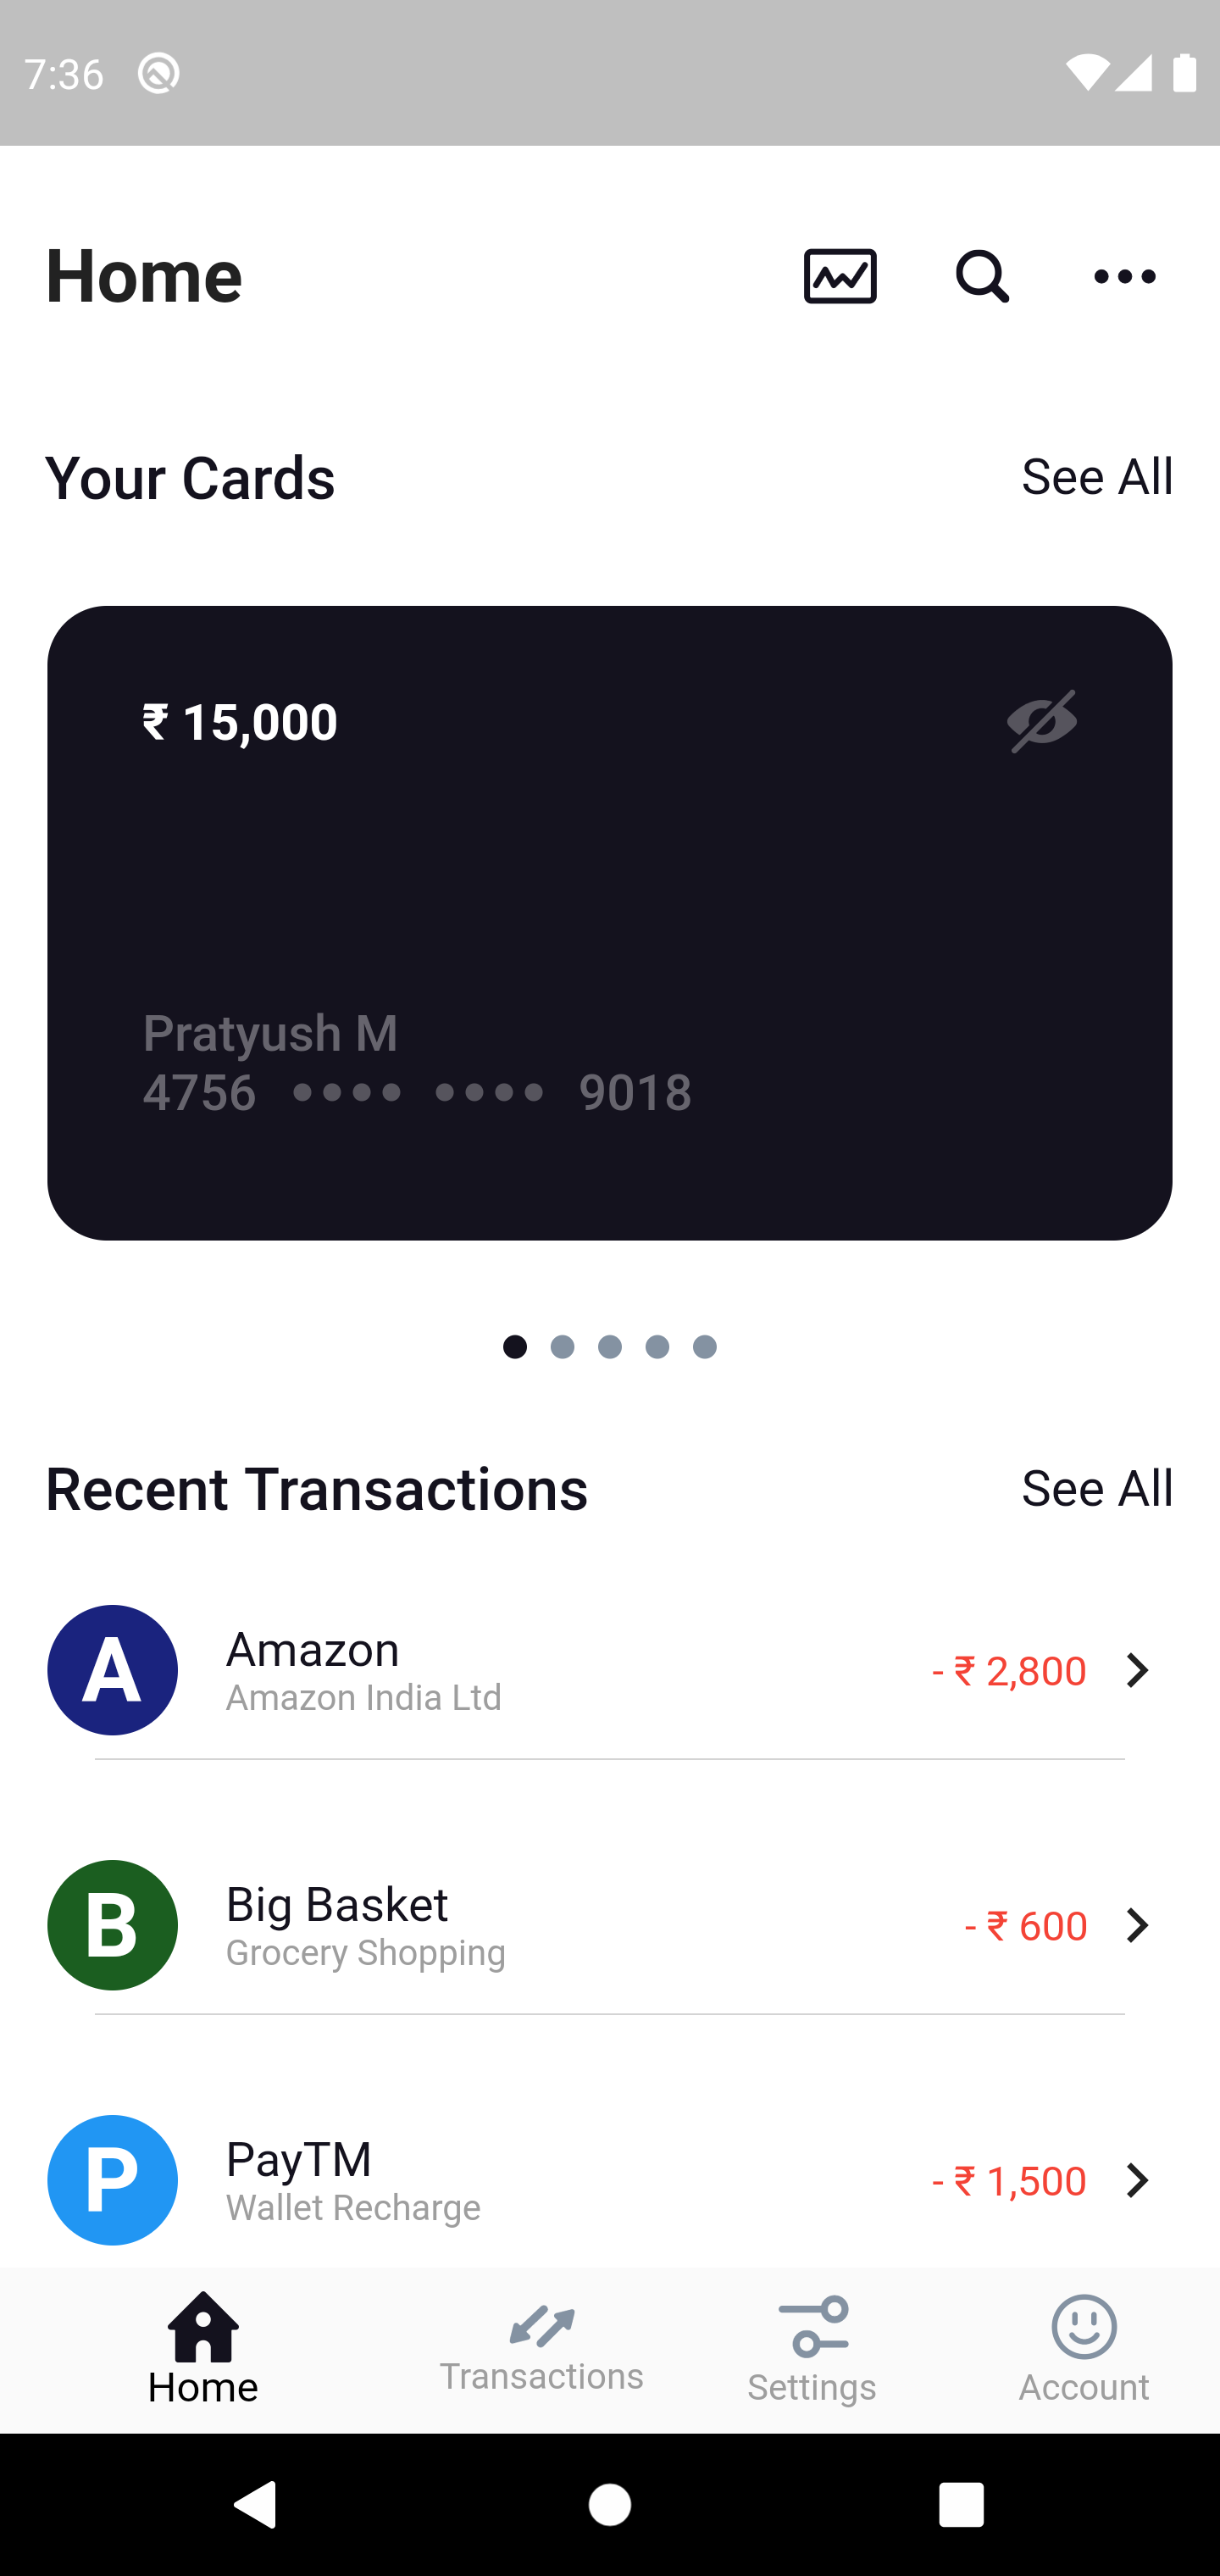 7:36
Home
Your Cards
See All
₹ 15,000
Pratyush M
4756 •••• •••• 9018
Recent Transactions
See All
A
Amazon
Amazon India Ltd
- ₹ 2,800
B
Big Basket
Grocery Shopping
- ₹ 600
P
PayTM
Wallet Recharge
- ₹ 1,500
Home
Transactions
Settings
Account